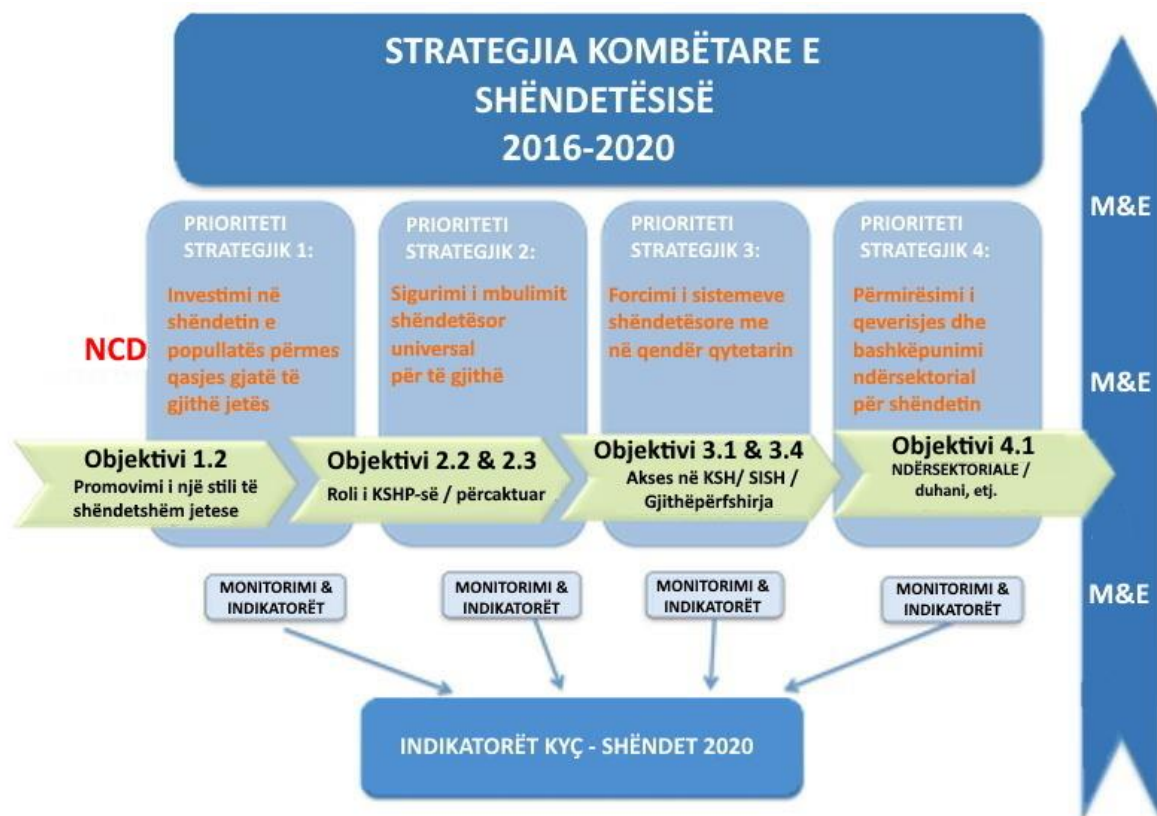 STRATEGJIA KOMBËTARE E
SHËNDETËSISË
2016-2020
PRIORITETI
STRATEGJIK 1:
Investimi në
shëndetin e
popullatës përmes
qasjes gjatë të
gjithë jetës
PRIORITETI
STRATEGJIK 2:
Sigurimi i mbulimit
shëndetësor
universal
për të gjithë
PRIORITETI
STRATEGJIK 3:
Forcimi i sistemeve
shëndetësore me
në qendër qytetarin
PRIORITETI
STRATEGJIK 4:
Përmirësimi i
qeverisjes dhe
bashkëpunimi
ndërsektorial
për shëndetin
NCD
Objektivi 1.2
Promovimi i një stili të
shëndetshëm jetese
Objektivi 2.2 & 2.3
Roli i KSHP-së / përcaktuar
Objektivi 3.1 & 3.4
Akses në KSH/ SISH /
Gjithëpërfshirja
Objektivi 4.1
NDËRSEKTORIALE /
duhani, etj.
MONITORIMI &
INDIKATORËT
MONITORIMI &
INDIKATORËT
MONITORIMI &
INDIKATORËT
MONITORIMI &
INDIKATORËT
INDIKATORËT KYÇ - SHËNDET 2020
M&E
M&E
M&E